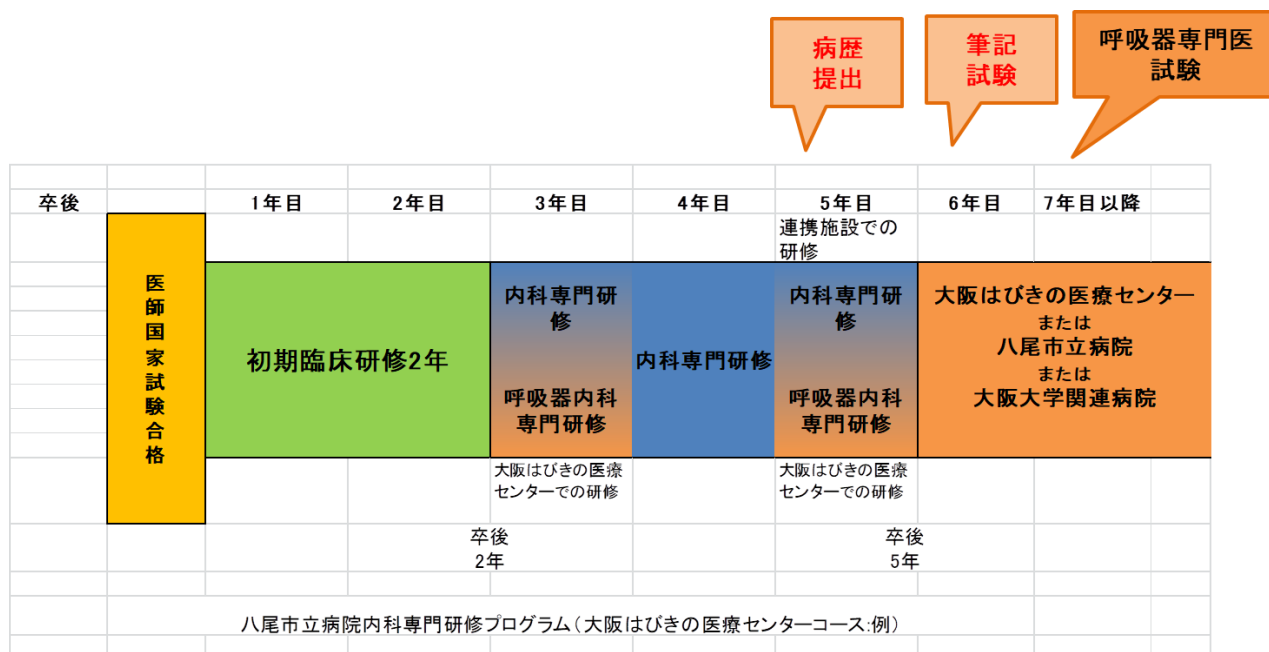 病歴
提出
筆記
試験
呼吸器専門医
試験
卒後
1年目
2年目
3年目
4年目
5年目
6年目
7年目以降
連携施設での
研修
医師国家試験合格
初期臨床研修2年
内科専門研
修
呼吸器内科
専門研修
内科専門研修
内科専門研
修
呼吸器内科
専門研修
大阪はびきの医療センター
または
八尾市立病院
または
大阪大学関連病院
大阪はびきの医療
センターでの研修
大阪はびきの医療
センターでの研修
卒後
2年
卒後
5年
八尾市立病院内科専門研修プログラム(大阪はびきの医療センターコース:例)